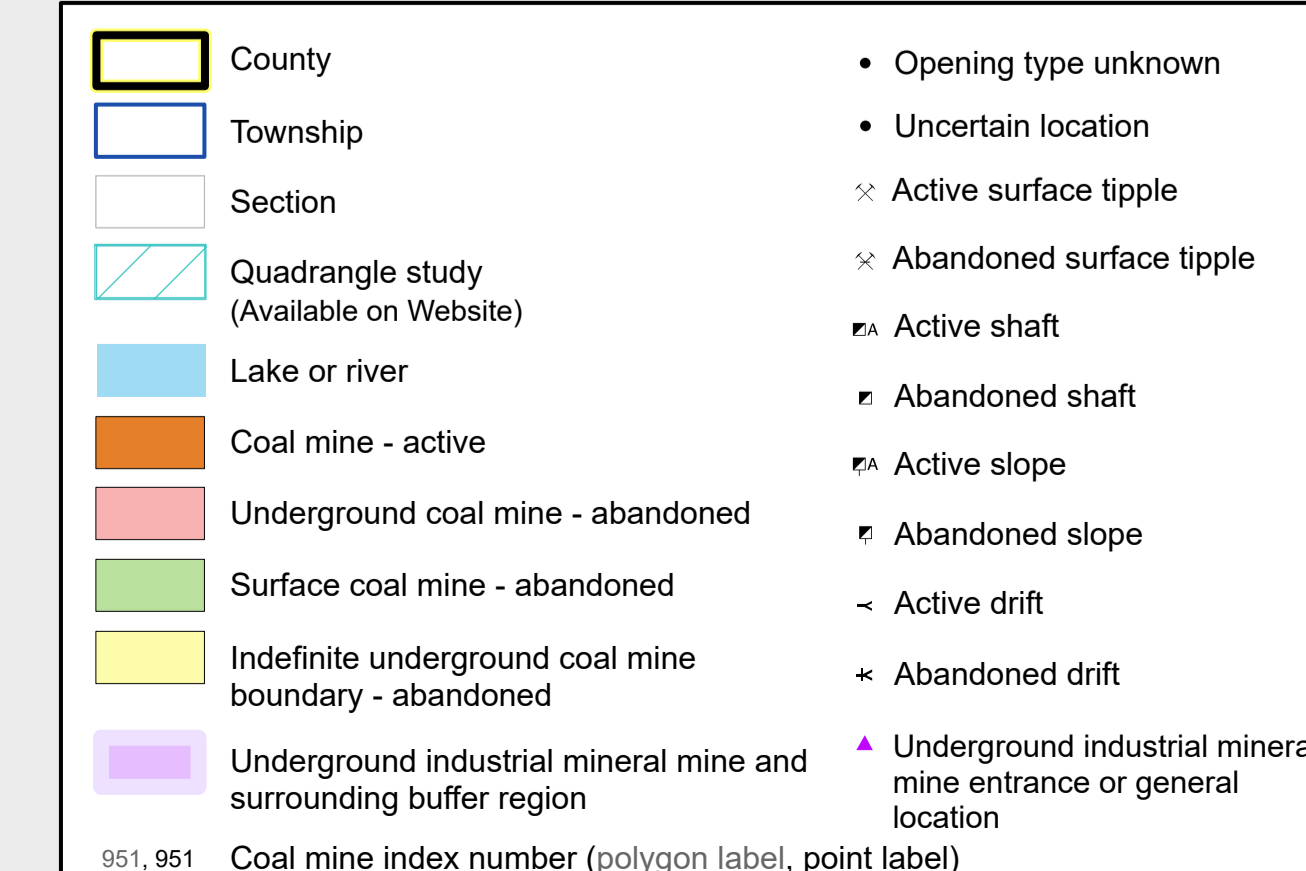 County
Township
Section
Quadrangle study
(Available on Website)
Lake or river
Coal mine - active
Underground coal mine - abandoned
Surface coal mine - abandoned
Indefinite underground coal mine
boundary - abandoned
Underground industrial mineral mine and
surrounding buffer region
951, 951 Coal mine index number (polygon label, point label)
Opening type unknown
Uncertain location
Active surface tipple
Abandoned surface tipple
A Active shaft
Abandoned shaft
A Active slope
Abandoned slope
Active drift
Abandoned drift
Underground industrial minera
mine entrance or general
location